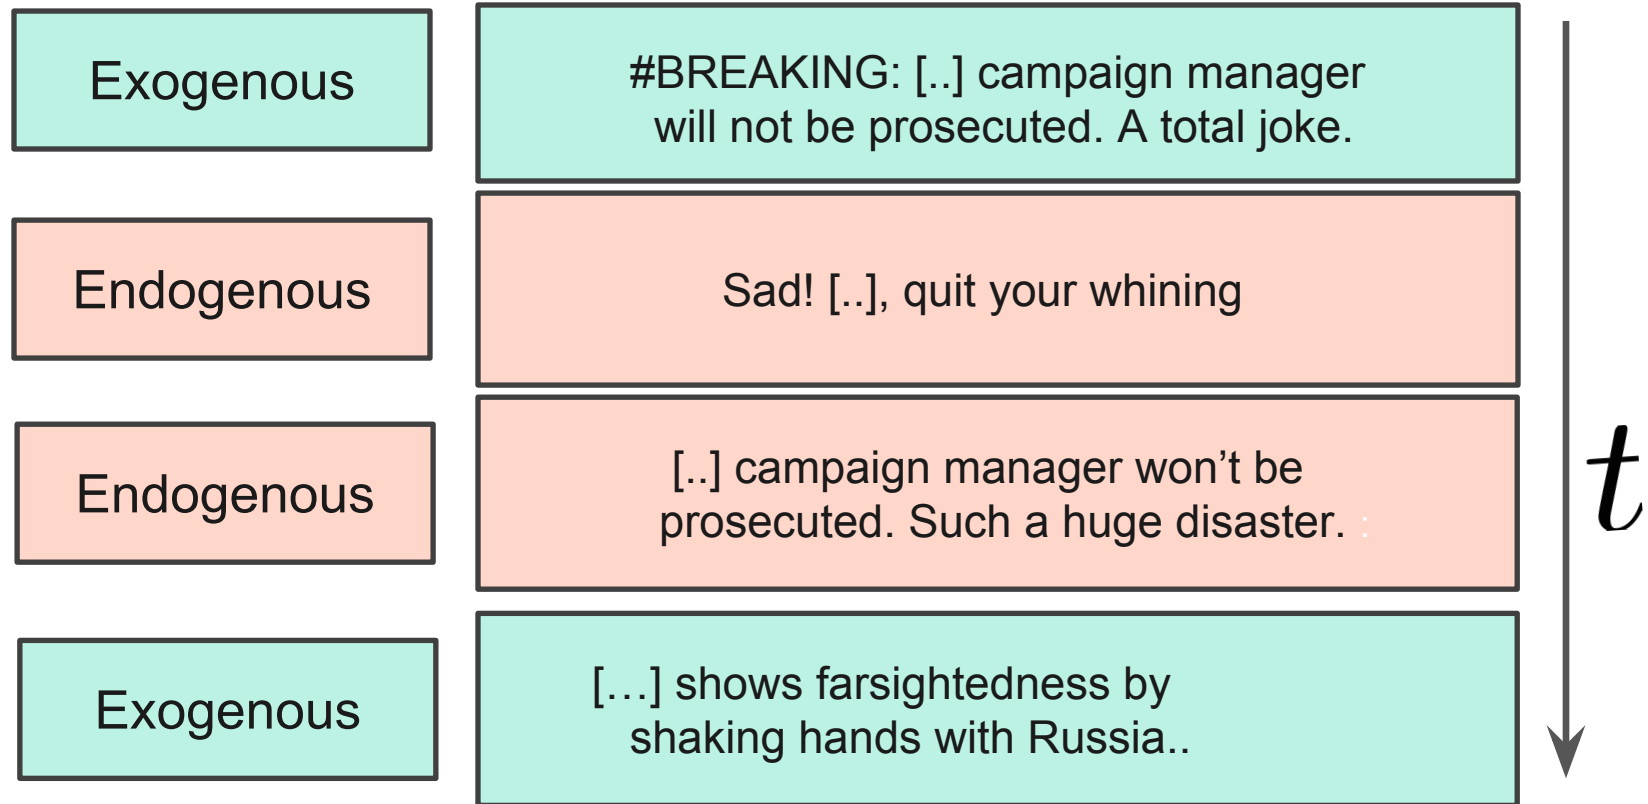 Exogenous
#BREAKING: [..] campaign manager
will not be prosecuted. A total joke.
Endogenous
Sad! [..], quit your whining
Endogenous
[..] campaign manager won’t be
prosecuted. Such a huge disaster. :
Exogenous
[…] shows farsightedness by
shaking hands with Russia..
t